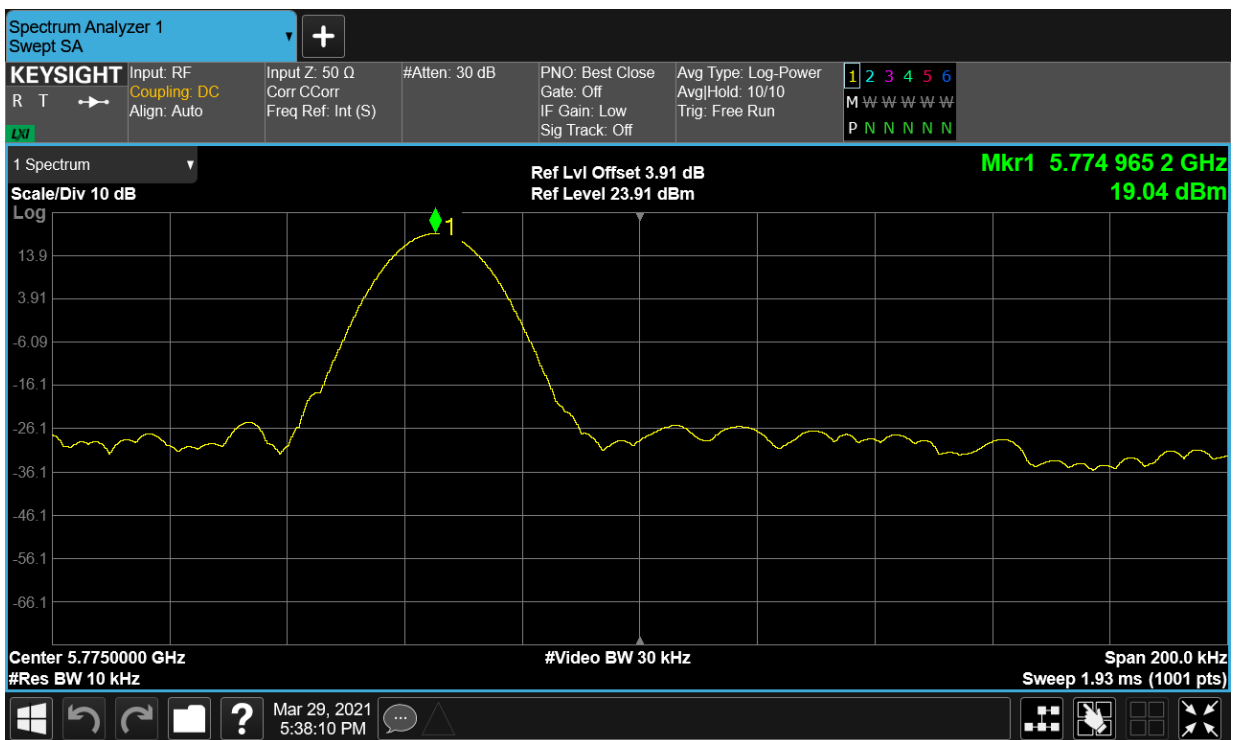 Spectrum Analyzer 1
Swept SA
KEYSIGHT
R T
LXI
Input: RF
Coupling: DC
Align: Auto
Input Z: 50 Ω
Corr CCorr
Freq Ref: Int (S)
#Atten: 30 dB
PNO: Best Close
Gate: Off
IF Gain: Low
Sig Track: Off
Avg Type: Log-Power
Avg|Hold: 10/10
Trig: Free Run
1 2 3 4 5 6
M W W W W W
P N N N N N
1 Spectrum
Scale/Div 10 dB
Ref Lvl Offset 3.91 dB
Ref Level 23.91 dBm
Mkr1 5.774 965 2 GHz
19.04 dBm
Log
1
13.9
3.91
-6.09
-16.1
-26.1
-36.1
-46.1
-56.1
-66.1
Center 5.7750000 GHz
#Res BW 10 kHz
#Video BW 30 kHz
Span 200.0 kHz
Sweep 1.93 ms (1001 pts)
?
Mar 29, 2021
5:38:10 PM